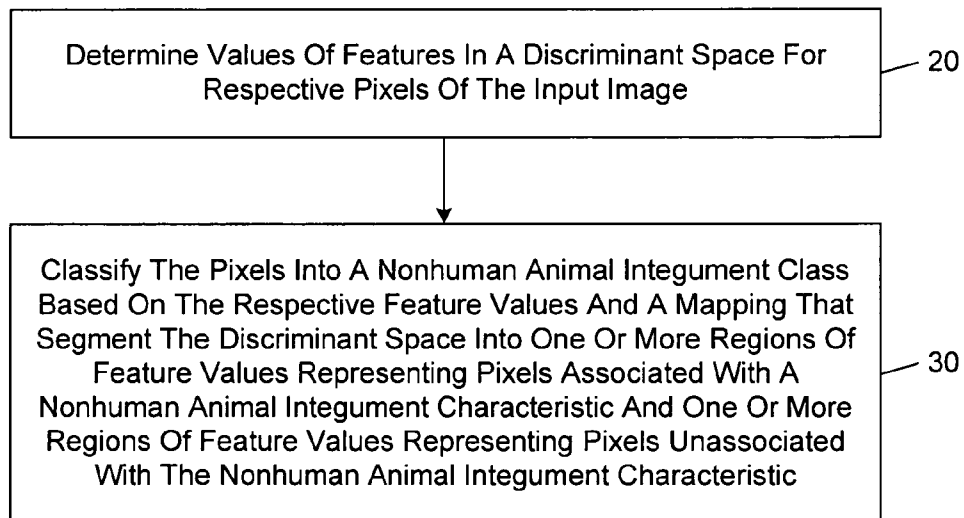 Determine Values Of Features In A Discriminant Space For
Respective Pixels Of The Input Image
20
Classify The Pixels Into A Nonhuman Animal Integument Class
Based On The Respective Feature Values And A Mapping That
Segment The Discriminant Space Into One Or More Regions Of
Feature Values Representing Pixels Associated With A
Nonhuman Animal Integument Characteristic And One Or More
Regions Of Feature Values Representing Pixels Unassociated
With The Nonhuman Animal Integument Characteristic
30